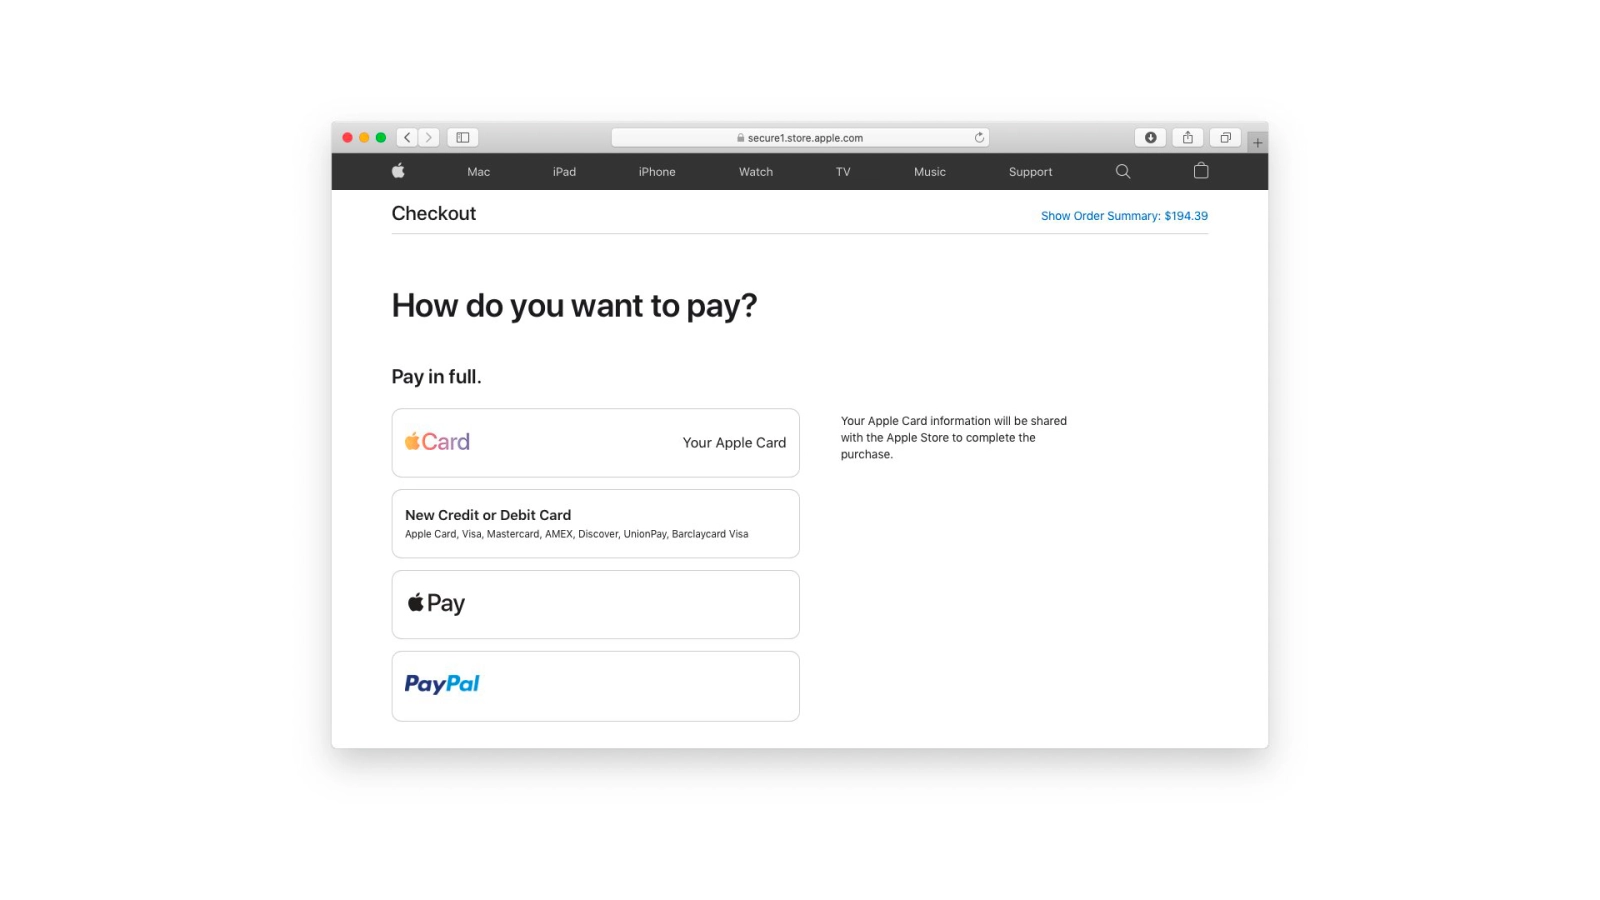 secure1.store.apple.com
Mac iPad iPhone Watch TV Music Support
Checkout
Show Order Summary: $194.39
How do you want to pay?
Pay in full.
Card
Your Apple Card
Your Apple Card information will be shared
with the Apple Store to complete the
purchase.
New Credit or Debit Card
Apple Card, Visa, Mastercard, AMEX, Discover, UnionPay, Barclaycard Visa
Pay
PayPal